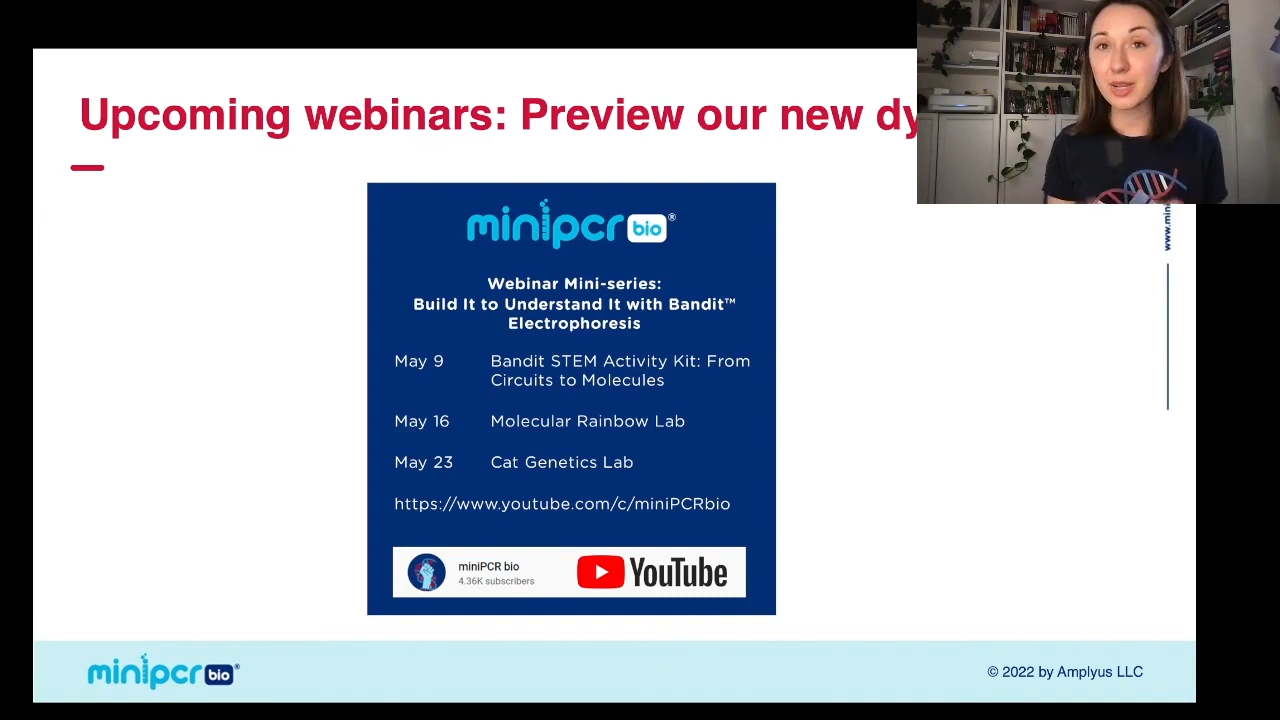 Upcoming webinars: Preview our new dy
minipcr bio®
Webinar Mini-series:
Build It to Understand It with Bandit™
Electrophoresis
May 9 Bandit STEM Activity Kit: From
Circuits to Molecules
May 16 Molecular Rainbow Lab
May 23 Cat Genetics Lab
https://www.youtube.com/c/miniPCRbio
miniPCR bio
4.36K subscribers
YouTube
www.mini
minipcr bio®
© 2022 by Amplyus LLC